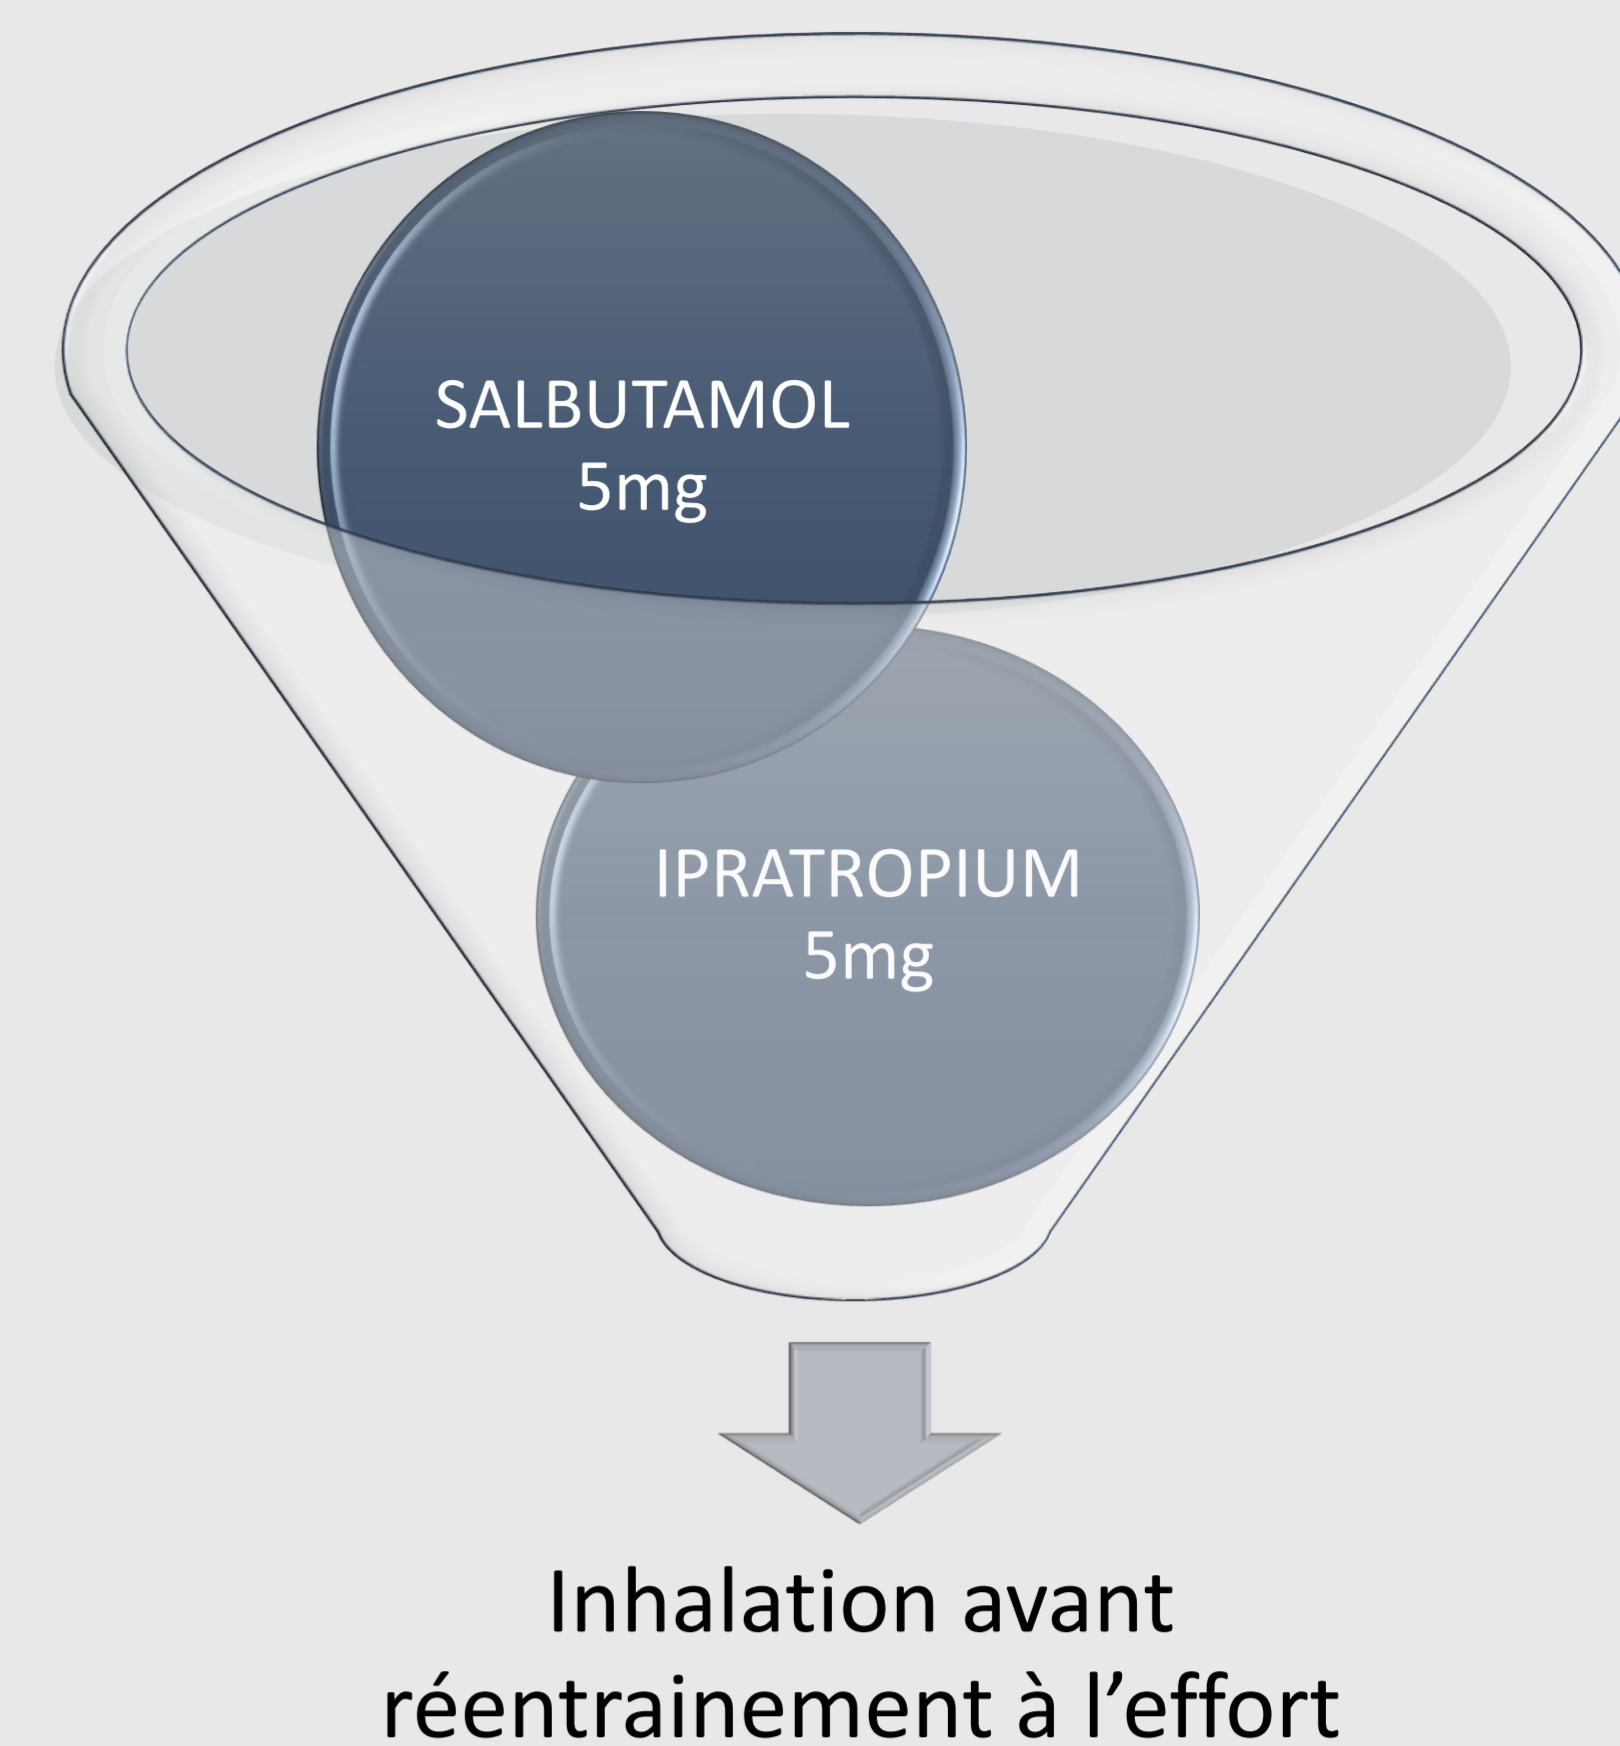 SALBUTAMOL
5mg
IPRATROPIUM
5mg
Inhalation avant
réentrainement à l’effort